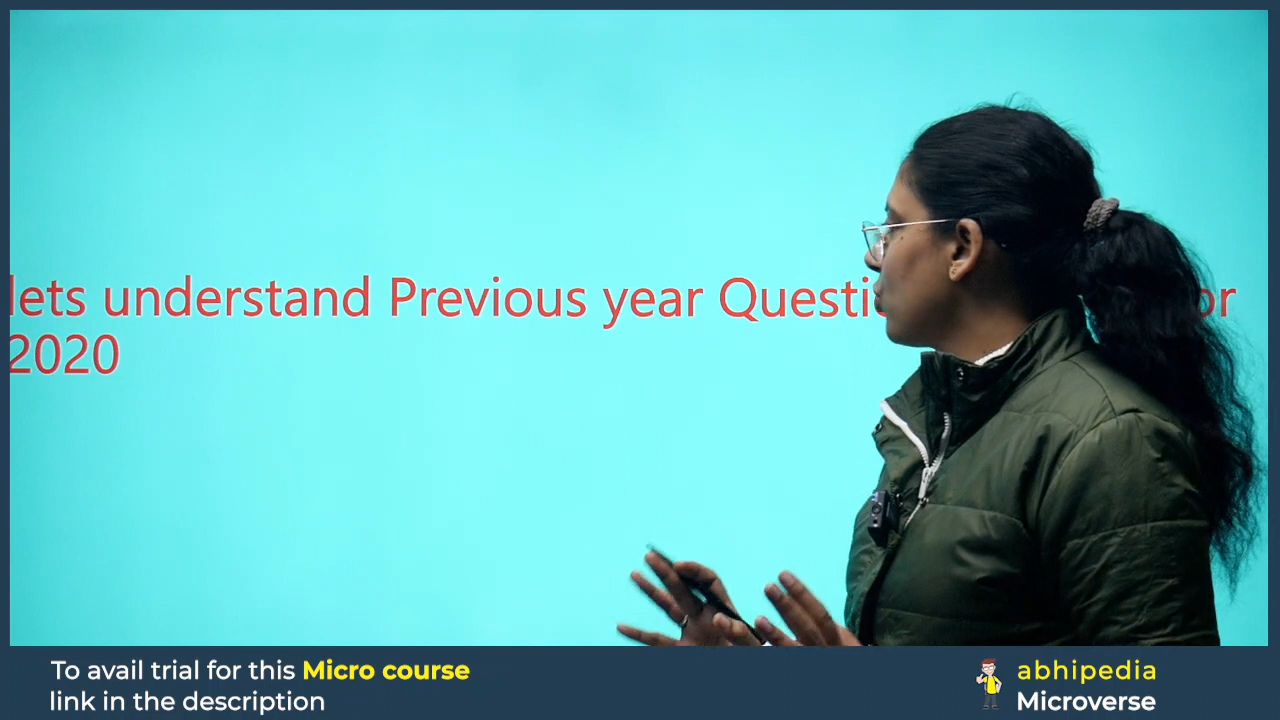 lets understand Previous year Questi or
2020
To avail trial for this Micro course
link in the description
abhipedia
Microverse